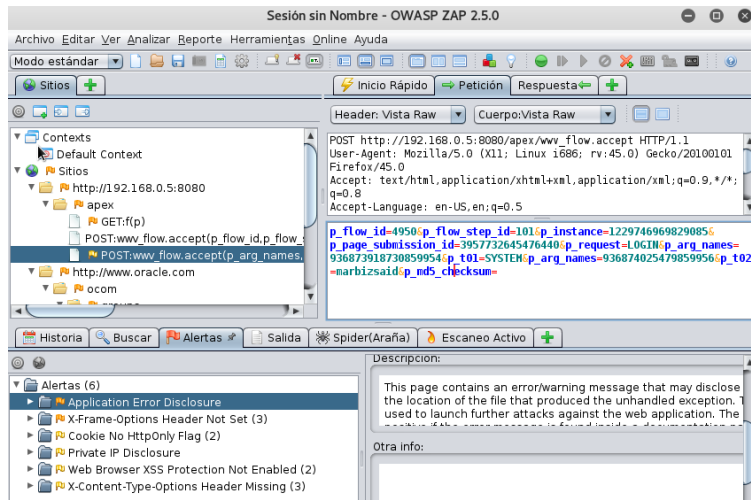 Sesión sin Nombre - OWASP ZAP 2.5.0
Archivo Editar Ver Analizar Reporte Herramientas Online Ayuda
Modo estándar
Sitios
Inicio Rápido Petición Respuesta
Header: Vista Raw Cuerpo:Vista Raw
Contexts
Default Context
Sitios
http://192.168.0.5:8080
apex
GET:f(p)
POST:wwv_flow.accept(p_flow_id,p_flow_s
POST:wwv_flow.accept(p_arg_names,
http://www.oracle.com
ocom
POST http://192.168.0.5:8080/apex/wwv_flow.accept HTTP/1.1
User-Agent: Mozilla/5.0 (X11; Linux i686; rv:45.0) Gecko/20100101
Firefox/45.0
Accept: text/html,application/xhtml+xml,application/xml;q=0.9,*/*;
q=0.8
Accept-Language: en-US,en;q=0.5
p_flow_id=4950&p_flow_step_id=101&p_instance=1229746969829085&
p_page_submission_id=3957732645476440&p_request=LOGIN&p_arg_names=
936873918730859954&p_t01=SYSTEM&p_arg_names=936874025479859956&p_t02
=marbizsaid&p_md5_checksum=
Historia Buscar Alertas Salida Spider(Araña) Escaneo Activo
Alertas (6)
Application Error Disclosure
X-Frame-Options Header Not Set (3)
Cookie No HttpOnly Flag (2)
Private IP Disclosure
Web Browser XSS Protection Not Enabled (2)
X-Content-Type-Options Header Missing (3)
Descripción:
This page contains an error/warning message that may disclose
the location of the file that produced the unhandled exception. T
used to launch further attacks against the web application. The
Otra info: